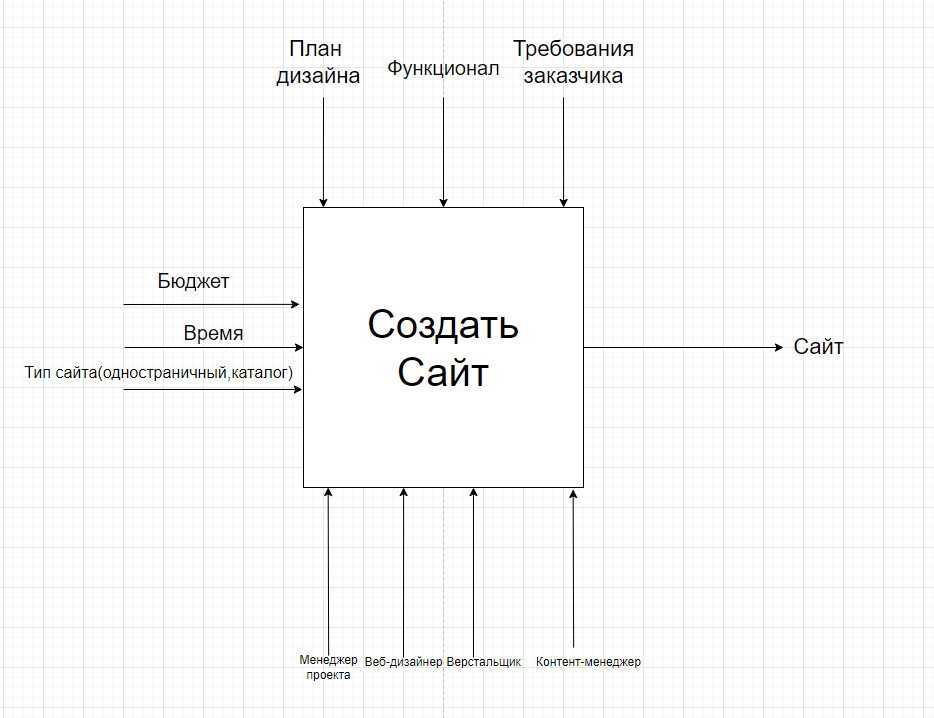 План
дизайна
Функционал
Требования
заказчика
Бюджет
Время
Тип сайта(одностраничный,каталог)
Создать
Сайт
Сайт
Менеджер
проекта
Веб-дизайнер
Верстальщик
Контент-менеджер